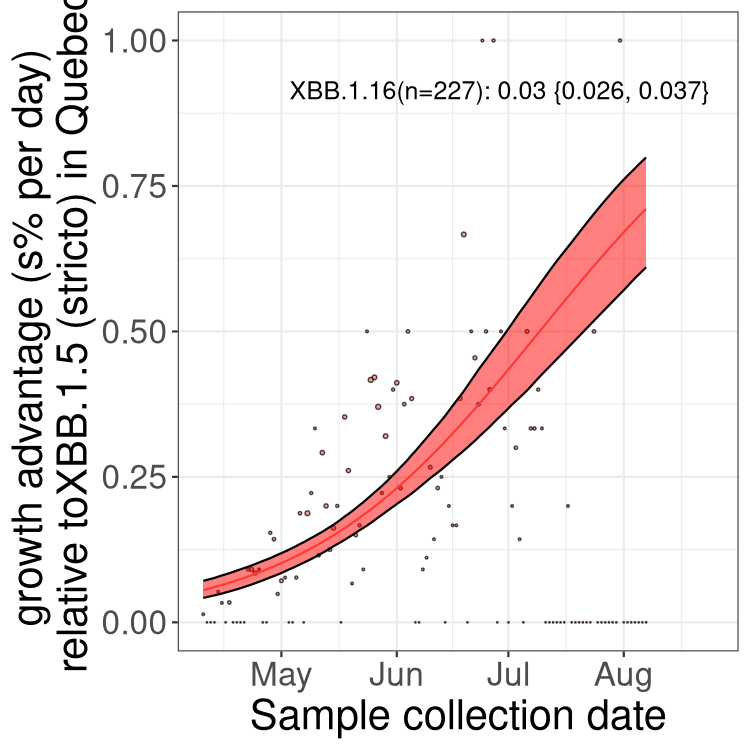 growth advantage (s% per day)
relative toXBB.1.5 (stricto) in Quebec
1.00
0.75
0.50
0.25
0.00
XBB.1.16(n=227): 0.03 {0.026, 0.037}
May Jun Jul Aug
Sample collection date